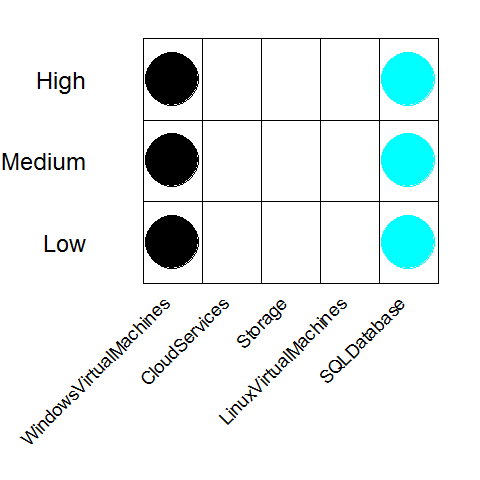 High
Medium
Low
WindowsVirtualMachines
CloudServices
Storage
LinuxVirtualMachines
SQLDatabase